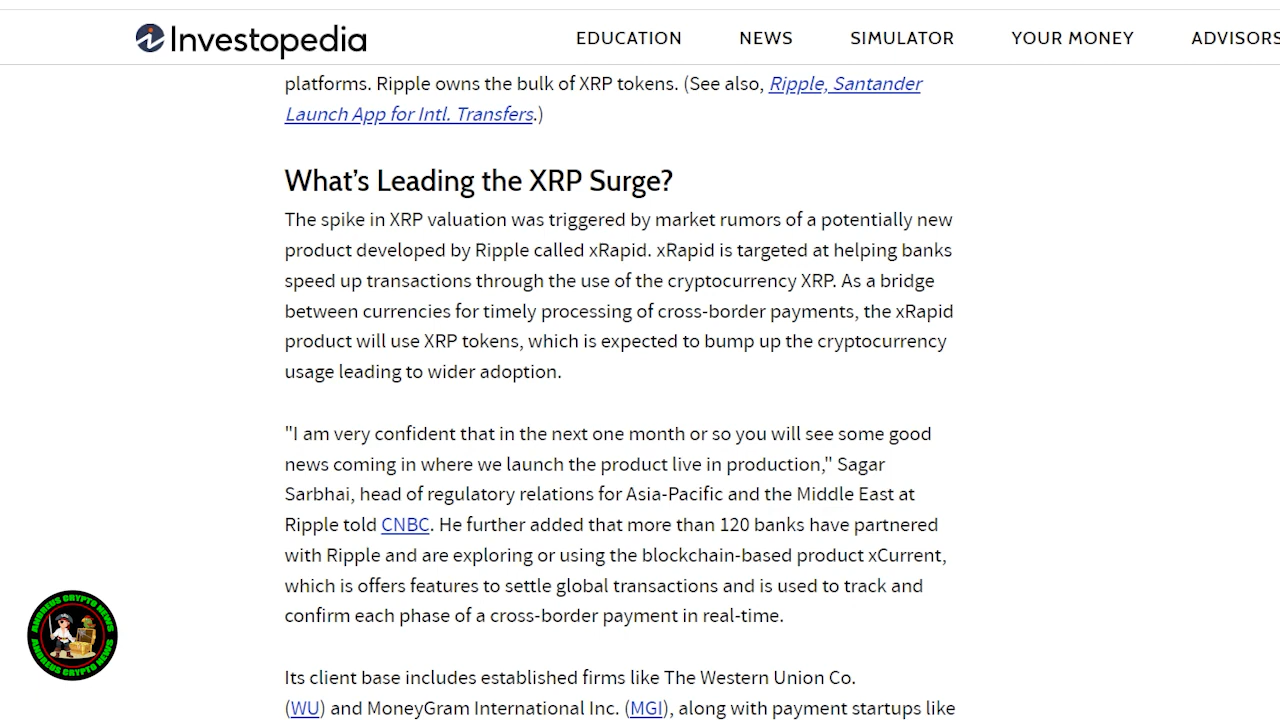 Investopedia
EDUCATION NEWS SIMULATOR YOUR MONEY ADVISORS
platforms. Ripple owns the bulk of XRP tokens. (See also, Ripple, Santander
Launch App for Intl. Transfers.)
What's Leading the XRP Surge?
The spike in XRP valuation was triggered by market rumors of a potentially new
product developed by Ripple called xRapid. xRapid is targeted at helping banks
speed up transactions through the use of the cryptocurrency XRP. As a bridge
between currencies for timely processing of cross-border payments, the xRapid
product will use XRP tokens, which is expected to bump up the cryptocurrency
usage leading to wider adoption.
"I am very confident that in the next one month or so you will see some good
news coming in where we launch the product live in production," Sagar
Sarbhai, head of regulatory relations for Asia-Pacific and the Middle East at
Ripple told CNBC. He further added that more than 120 banks have partnered
with Ripple and are exploring or using the blockchain-based product xCurrent,
which is offers features to settle global transactions and is used to track and
confirm each phase of a cross-border payment in real-time.
Its client base includes established firms like The Western Union Co.
(WU) and MoneyGram International Inc. (MGI), along with payment startups like
ANDREUS CRYPTO NEWS
ANDREUS CRYPTO NEWS